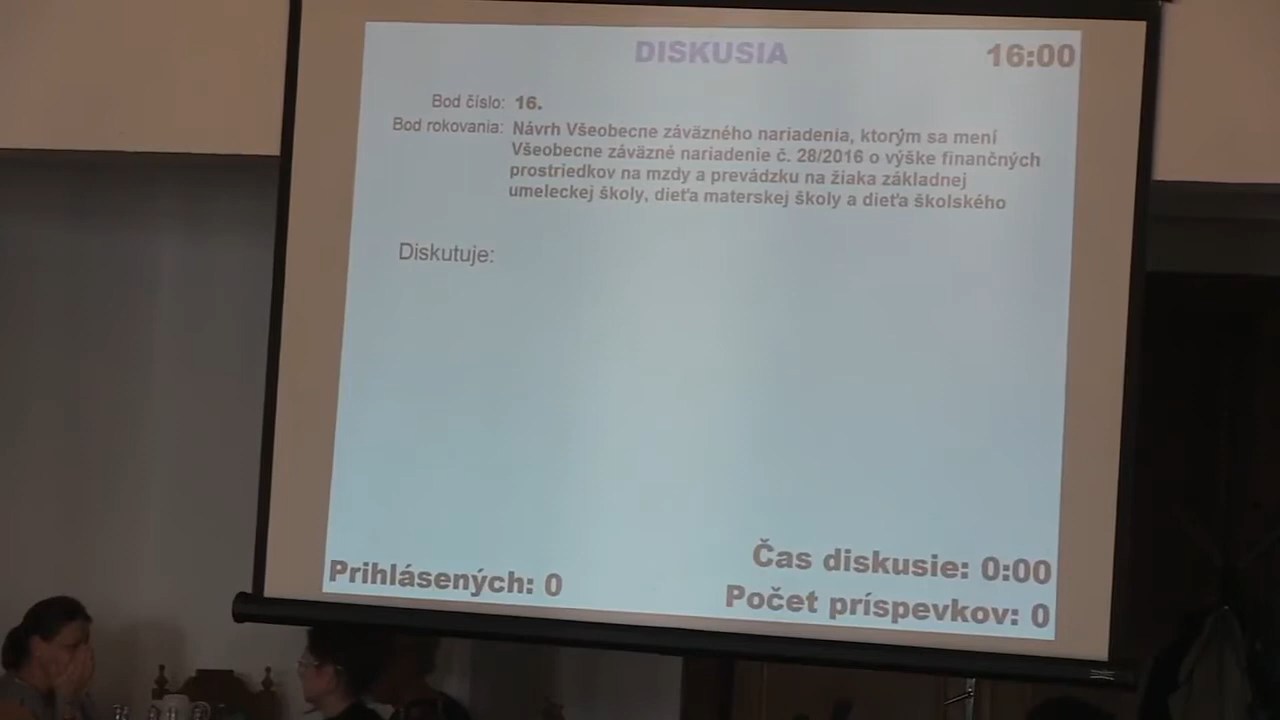 DISKUSIA
16:00
Bod číslo: 16.
Bod rokovania: Návrh Všeobecne záväzného nariadenia, ktorým sa mení
Všeobecne záväzné nariadenie č. 28/2016 o výške finančných
prostriedkov na mzdy a prevádzku na žiaka základnej
umeleckej školy, dieťa materskej školy a dieťa školského
Diskutuje:
Čas diskusie: 0:00
Prihlásených: 0
Počet príspevkov: 0